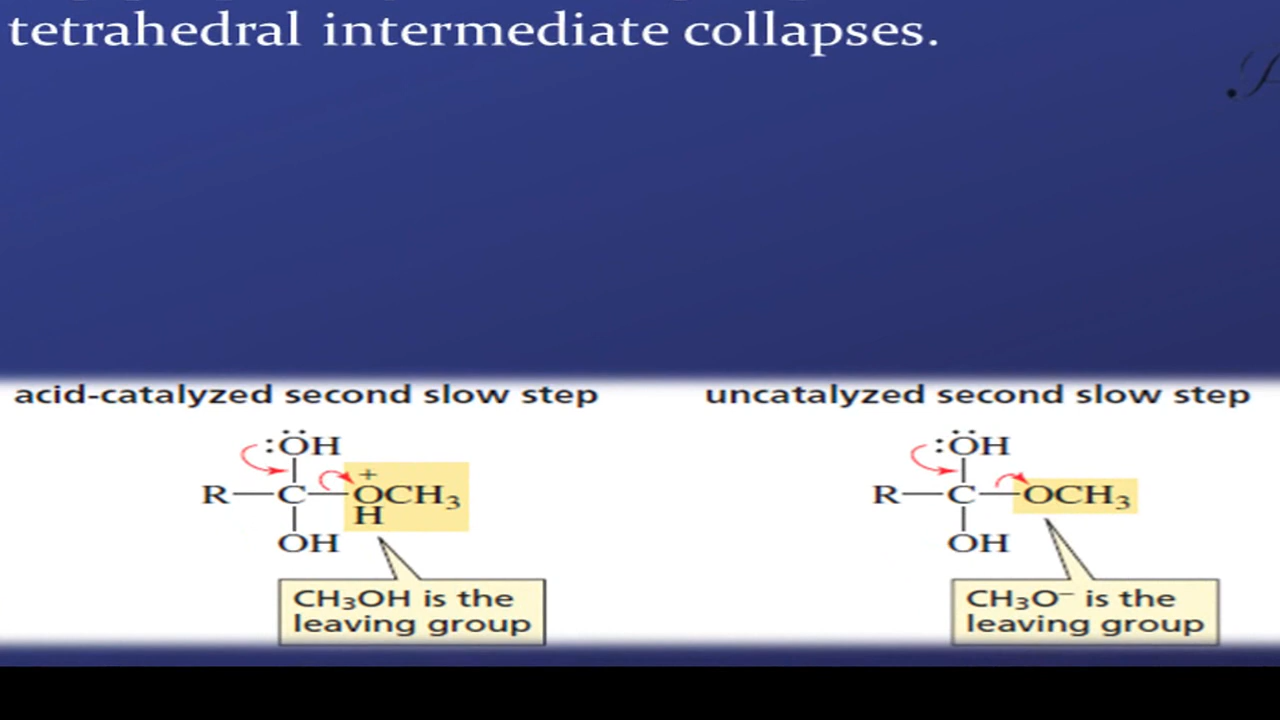 tetrahedral intermediate collapses.
acid-catalyzed second slow step
:ÖH
R—C—OCH₃
+
H
OH
CH₃OH is the
leaving group
uncatalyzed second slow step
:ÖH
R—C—OCH₃
OH
CH₃O⁻ is the
leaving group